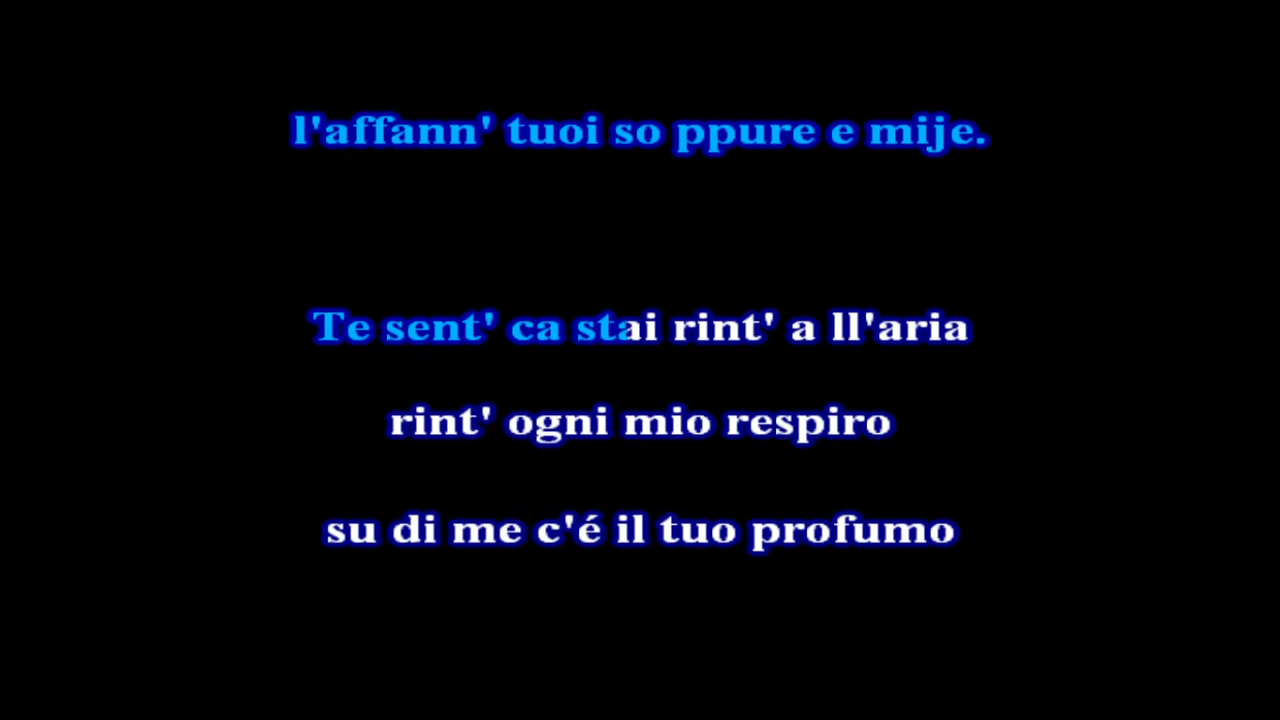 l'affann' tuoi so ppure e mije.
Te sent' ca stai rint' a ll'aria
rint' ogni mio respiro
su di me c'é il tuo profumo